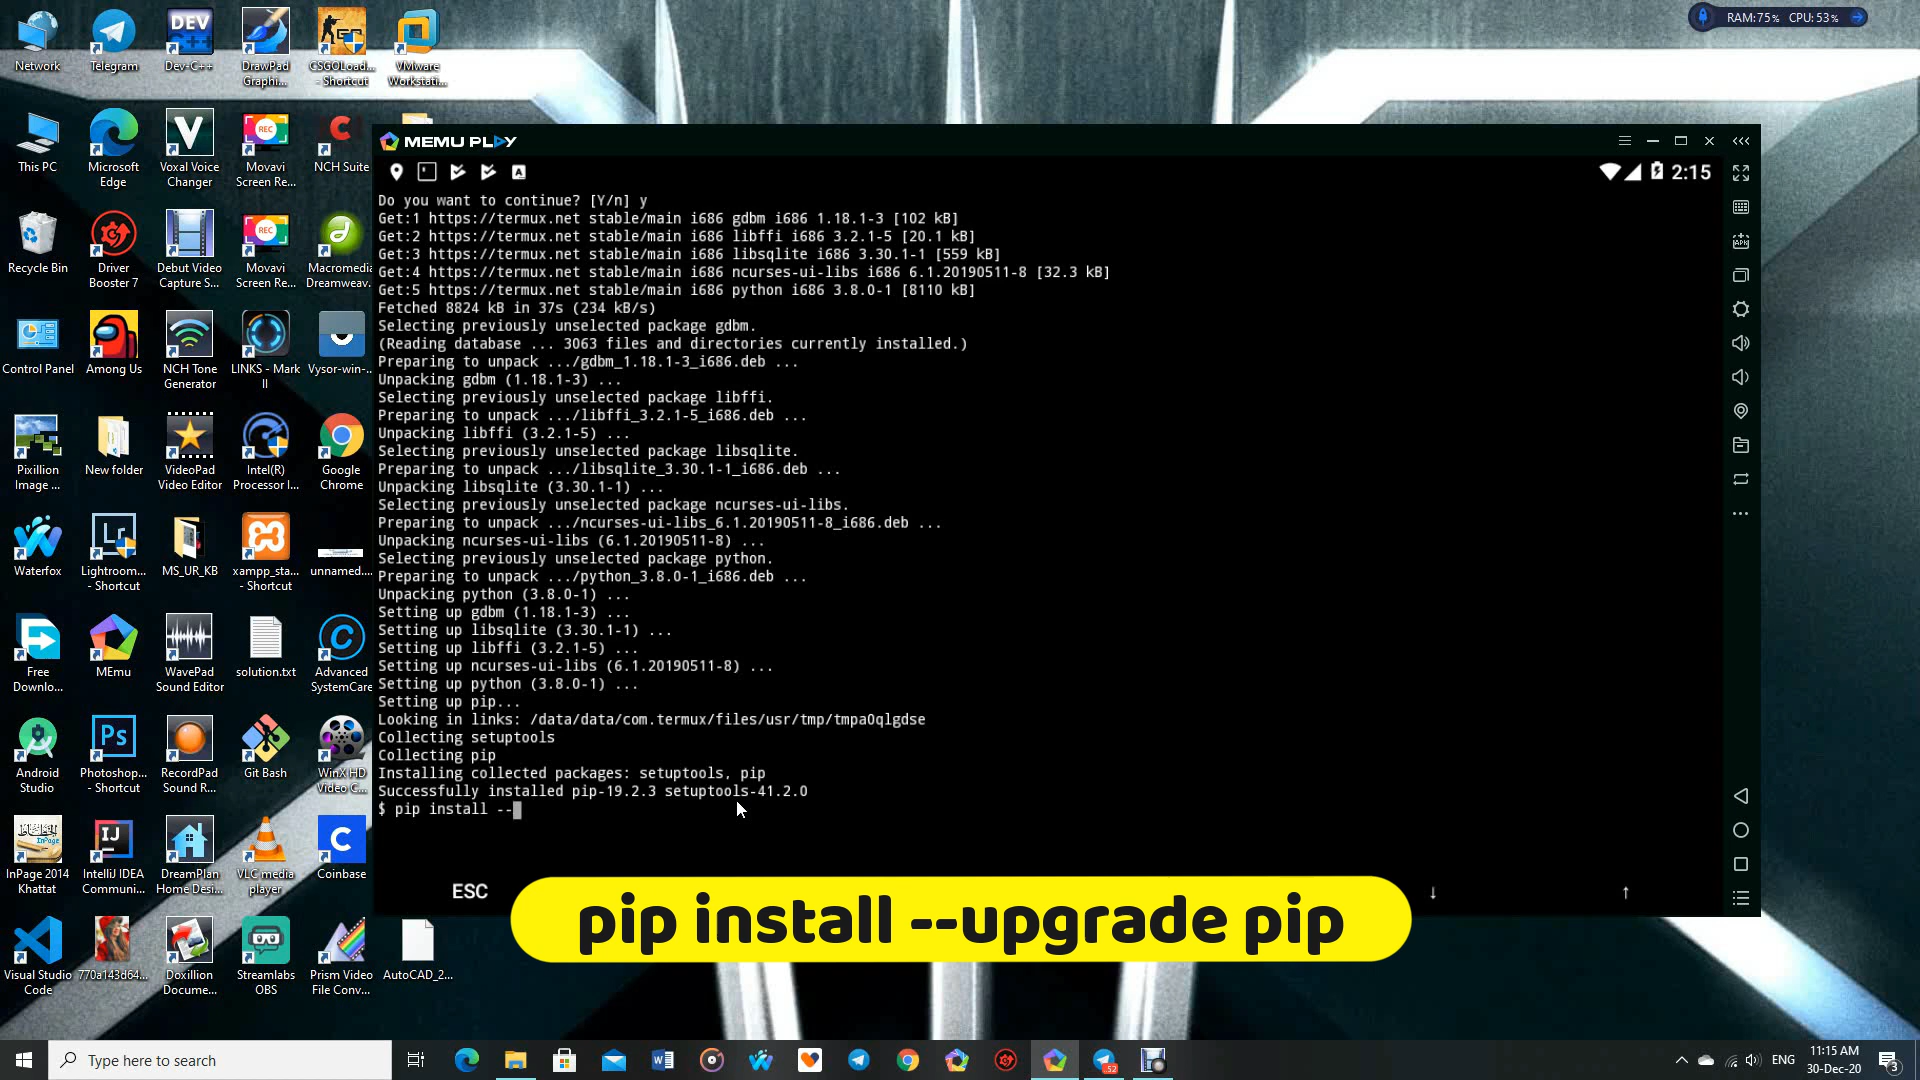 Network
Telegram
Dev-C++
DrawPad Graphi...
CSGOLoad... - Shortcut
VMware Workstati...
RAM:75% CPU:53%
This PC
Microsoft Edge
Voxal Voice Changer
Movavi Screen Re...
NCH Suite
Recycle Bin
Driver Booster 7
Debut Video Capture S...
Movavi Screen Re...
Macromedia Dreamweav...
Control Panel
Among Us
NCH Tone Generator
LINKS - Mark II
Vysor-win-...
Pixillion Image ...
New folder
VideoPad Video Editor
Intel(R) Processor I...
Google Chrome
Waterfox
Lightroom... - Shortcut
MS_UR_KB
xampp_sta... - Shortcut
unnamed....
Free Downlo...
MEmu
WavePad Sound Editor
solution.txt
Advanced SystemCare
Android Studio
Photoshop... - Shortcut
RecordPad Sound R...
Git Bash
WinX HD Video C...
InPage 2014 Khattat
IntelliJ IDEA Communi...
DreamPlan Home Desi...
VLC media player
Coinbase
Visual Studio Code
770a143d64...
Doxillion Docume...
Streamlabs OBS
Prism Video File Conv...
AutoCAD_2...
MEMU PLAY
2:15
Do you want to continue? [Y/n] y
Get:1 https://termux.net stable/main i686 gdbm i686 1.18.1-3 [102 kB]
Get:2 https://termux.net stable/main i686 libffi i686 3.2.1-5 [20.1 kB]
Get:3 https://termux.net stable/main i686 libsqlite i686 3.30.1-1 [559 kB]
Get:4 https://termux.net stable/main i686 ncurses-ui-libs i686 6.1.20190511-8 [32.3 kB]
Get:5 https://termux.net stable/main i686 python i686 3.8.0-1 [8110 kB]
Fetched 8824 kB in 37s (234 kB/s)
Selecting previously unselected package gdbm.
(Reading database ... 3063 files and directories currently installed.)
Preparing to unpack .../gdbm_1.18.1-3_i686.deb ...
Unpacking gdbm (1.18.1-3) ...
Selecting previously unselected package libffi.
Preparing to unpack .../libffi_3.2.1-5_i686.deb ...
Unpacking libffi (3.2.1-5) ...
Selecting previously unselected package libsqlite.
Preparing to unpack .../libsqlite_3.30.1-1_i686.deb ...
Unpacking libsqlite (3.30.1-1) ...
Selecting previously unselected package ncurses-ui-libs.
Preparing to unpack .../ncurses-ui-libs_6.1.20190511-8_i686.deb ...
Unpacking ncurses-ui-libs (6.1.20190511-8) ...
Selecting previously unselected package python.
Preparing to unpack .../python_3.8.0-1_i686.deb ...
Unpacking python (3.8.0-1) ...
Setting up gdbm (1.18.1-3) ...
Setting up libsqlite (3.30.1-1) ...
Setting up libffi (3.2.1-5) ...
Setting up ncurses-ui-libs (6.1.20190511-8) ...
Setting up python (3.8.0-1) ...
Setting up pip...
Looking in links: /data/data/com.termux/files/usr/tmp/tmpa0qlgdse
Collecting setuptools
Collecting pip
Installing collected packages: setuptools, pip
Successfully installed pip-19.2.3 setuptools-41.2.0
$ pip install --
ESC
↓
↑
pip install --upgrade pip
Type here to search
ENG
11:15 AM
30-Dec-20